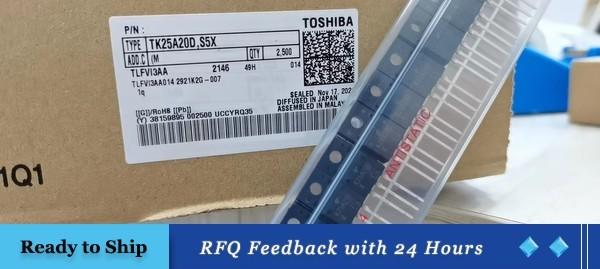 P/N :
TOSHIBA
TYPE TK25A20D,S5X
ADD.C (M QTY 2,500
TLFVI3AA 2146 49H 014
TLFVI3AA014 2921K2G-007
1q
SEALED Nov 17, 202
DIFFUSED IN JAPAN
[[G]]/RoHS [[Pb]] ASSEMBLED IN MALAY
(Y) 38159895 002500 UCCYRQ35
ANTISTATIC
1Q1
Ready to Ship
RFQ Feedback with 24 Hours